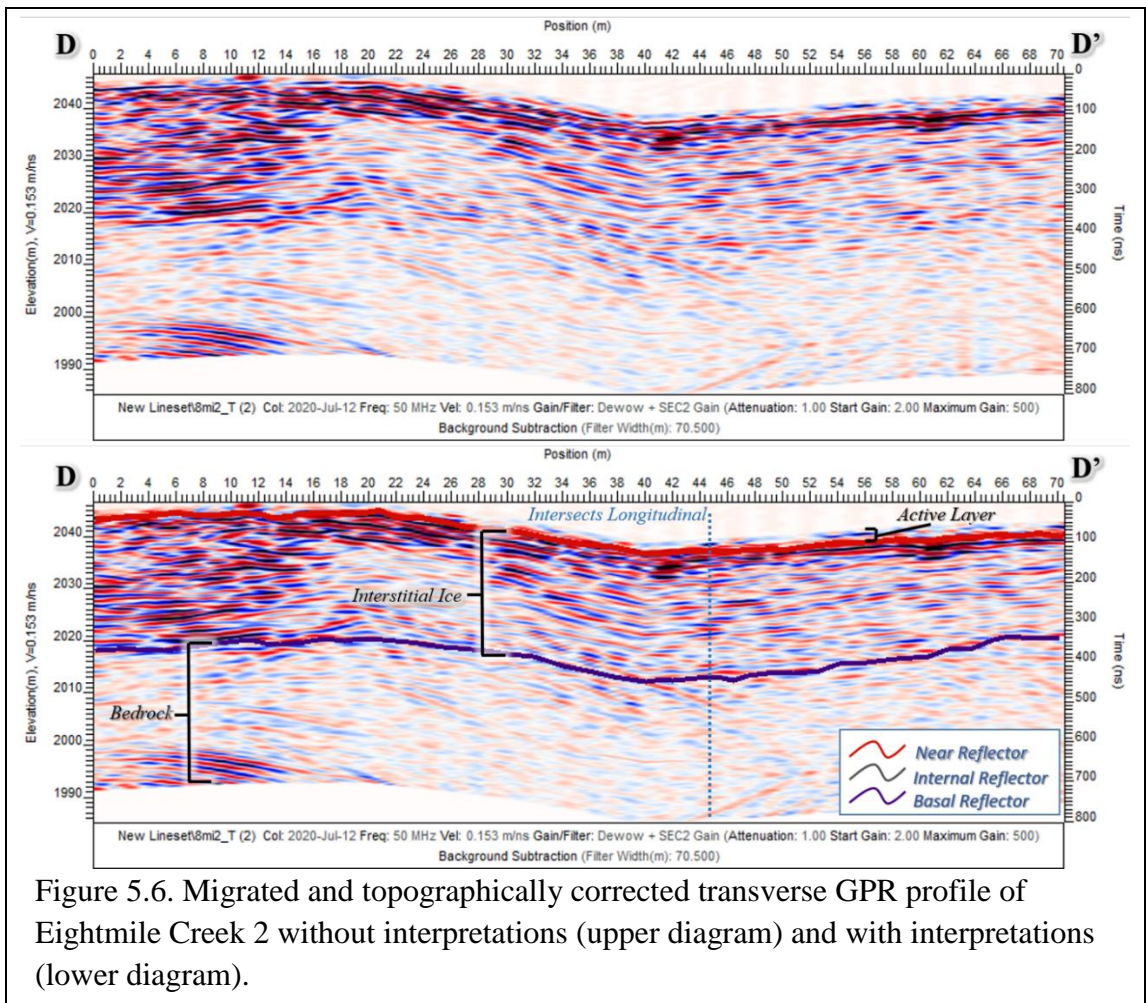 Position (m)
D D'
0 2 4 6 8 10 12 14 16 18 20 22 24 26 28 30 32 34 36 38 40 42 44 46 48 50 52 54 56 58 60 62 64 66 68 70
Elevation(m), V=0.153 m/ns
2040
2030
2020
2010
2000
1990
0
100
200
300
400
500
600
700
800
Time (ns)
New Lineset\8mi2_T (2) Col: 2020-Jul-12 Freq: 50 MHz Vel: 0.153 m/ns Gain/Filter: Dewow + SEC2 Gain (Attenuation: 1.00 Start Gain: 2.00 Maximum Gain: 500)
Background Subtraction (Filter Width(m): 70.500)
Position (m)
D D'
0 2 4 6 8 10 12 14 16 18 20 22 24 26 28 30 32 34 36 38 40 42 44 46 48 50 52 54 56 58 60 62 64 66 68 70
Intersects Longitudinal
Active Layer
Interstitial Ice
Bedrock
Elevation(m), V=0.153 m/ns
2040
2030
2020
2010
2000
1990
0
100
200
300
400
500
600
700
800
Time (ns)
Near Reflector
Internal Reflector
Basal Reflector
New Lineset\8mi2_T (2) Col: 2020-Jul-12 Freq: 50 MHz Vel: 0.153 m/ns Gain/Filter: Dewow + SEC2 Gain (Attenuation: 1.00 Start Gain: 2.00 Maximum Gain: 500)
Background Subtraction (Filter Width(m): 70.500)
Figure 5.6. Migrated and topographically corrected transverse GPR profile of
Eightmile Creek 2 without interpretations (upper diagram) and with interpretations
(lower diagram).